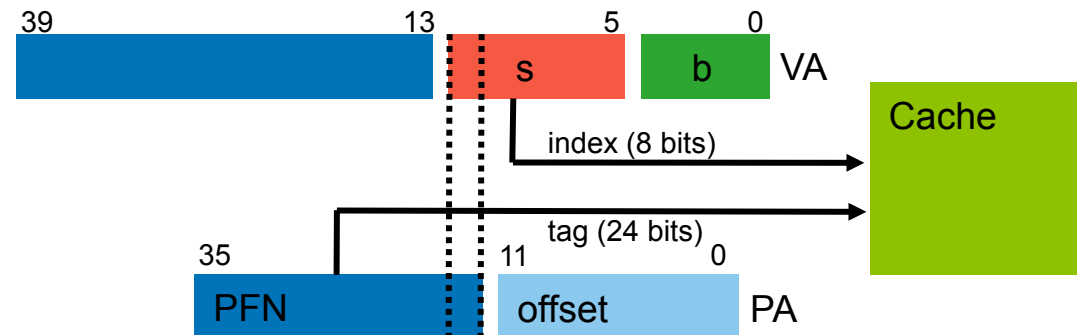 39 13 5 0
s b VA
Cache
index (8 bits)
tag (24 bits)
35 11 0
PFN offset PA